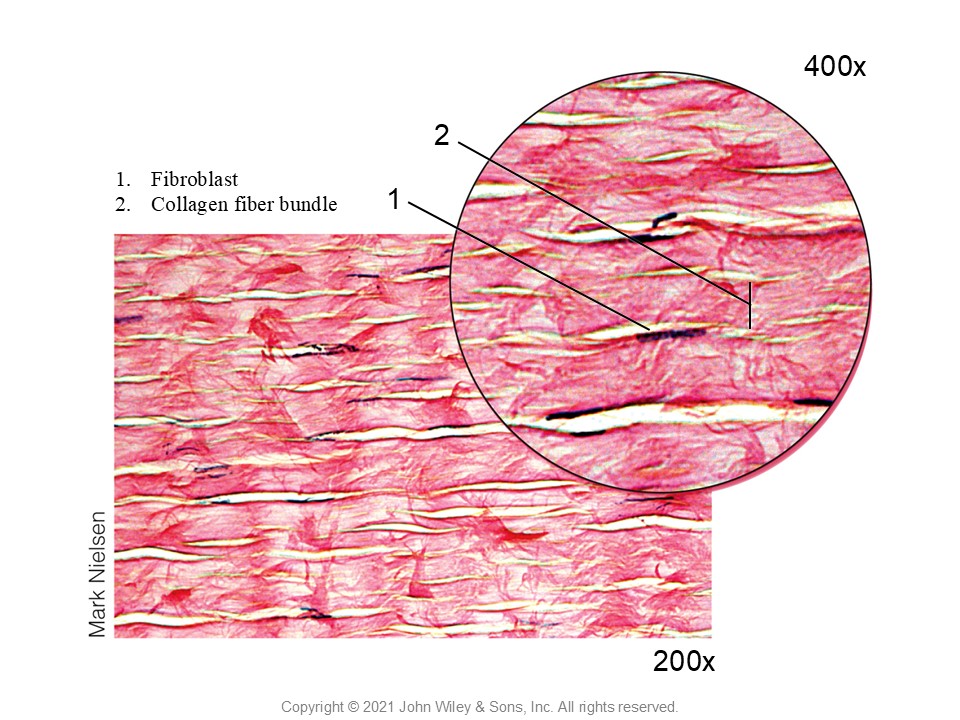 400x
2
1. Fibroblast
2. Collagen fiber bundle
1
Mark Nielsen
200x
Copyright © 2021 John Wiley & Sons, Inc. All rights reserved.